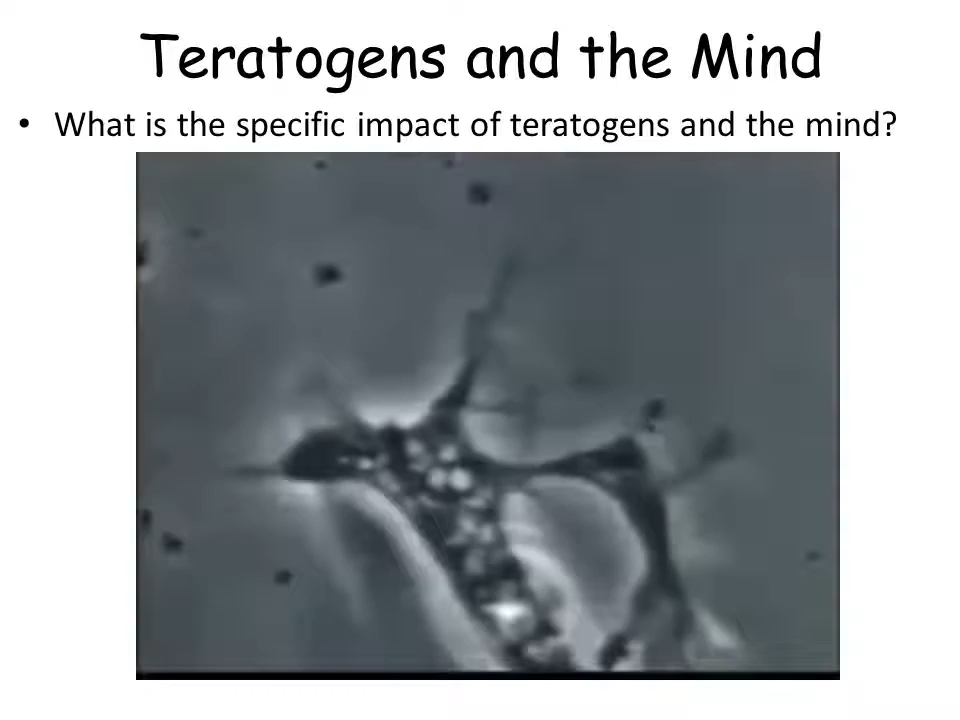 Teratogens and the Mind
• What is the specific impact of teratogens and the mind?